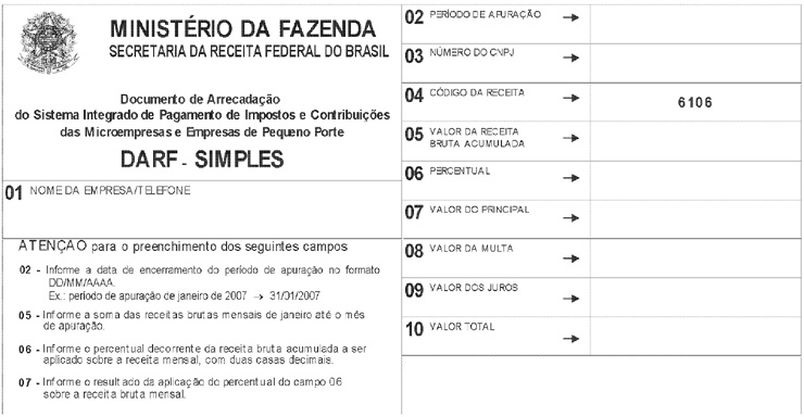 MINISTÉRIO DA FAZENDA
SECRETARIA DA RECEITA FEDERAL DO BRASIL
Documento de Arrecadação
do Sistema Integrado de Pagamento de Impostos e Contribuições
das Microempresas e Empresas de Pequeno Porte
DARF - SIMPLES
01 NOME DA EMPRESA/TELEFONE
ATENÇÃO para o preenchimento dos seguintes campos
02 - Informe a data de encerramento do período de apuração no formato
DD/MM/AAAA.
Ex.: período de apuração de janeiro de 2007 → 31/01/2007
05 - Informe a soma das receitas brutas mensais de janeiro até o mês
de apuração.
06 - Informe o percentual decorrente da receita bruta acumulada a ser
aplicado sobre a receita mensal, com duas casas decimais.
07 - Informe o resultado da aplicação do percentual do campo 06
sobre a receita bruta mensal.
02 PERÍODO DE APURAÇÃO →
03 NÚMERO DO CNPJ →
04 CÓDIGO DA RECEITA → 6106
05 VALOR DA RECEITA
BRUTA ACUMULADA →
06 PERCENTUAL →
07 VALOR DO PRINCIPAL →
08 VALOR DA MULTA →
09 VALOR DOS JUROS →
10 VALOR TOTAL →